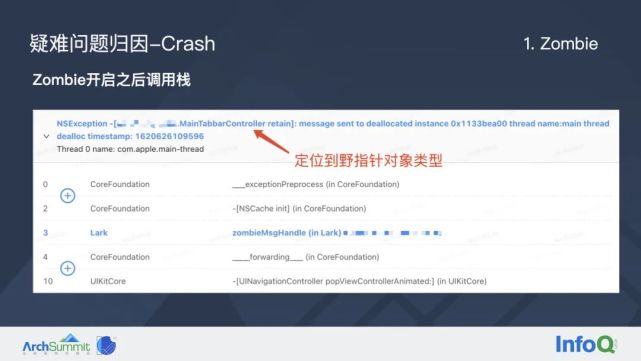 疑难问题归因-Crash
1. Zombie
Zombie开启之后调用栈
NSException -[.MainTabbarController retain]: message sent to deallocated instance 0x1133bea00 thread name:main thread
dealloc timestamp: 1620626109596
Thread 0 name: com.apple.main-thread
定位到野指针对象类型
0 CoreFoundation ___exceptionPreprocess (in CoreFoundation)
2 CoreFoundation -[NSCache init] (in CoreFoundation)
3 Lark zombieMsgHandle (in Lark)
4 CoreFoundation ____forwarding___ (in CoreFoundation)
10 UIKitCore -[UINavigationController popViewControllerAnimated:] (in UIKitCore)
ArchSummit
InfoQ